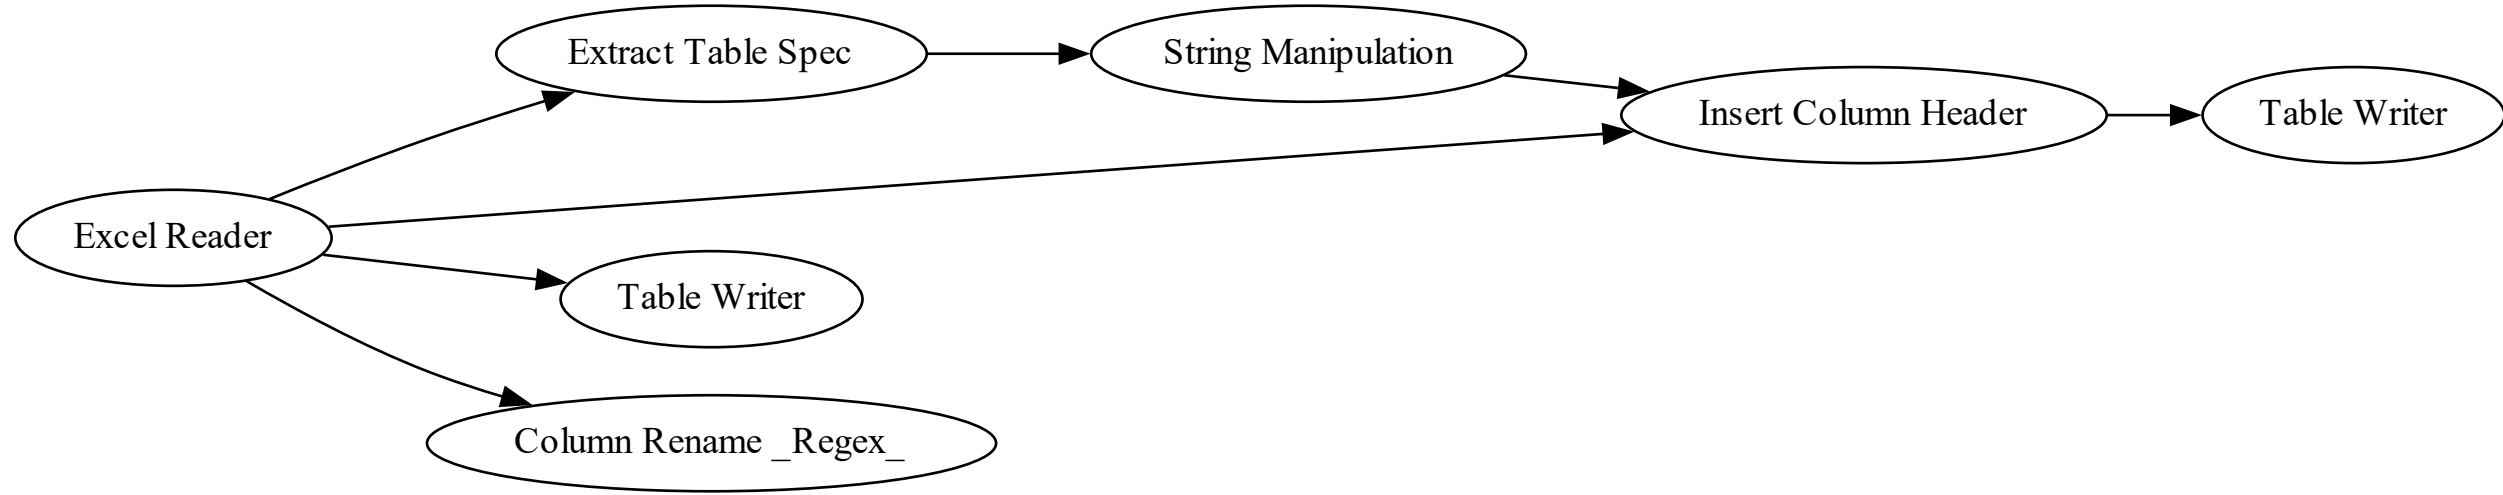 Extract Table Spec
String Manipulation
Insert Column Header
Table Writer
Excel Reader
Table Writer
Column Rename _Regex_